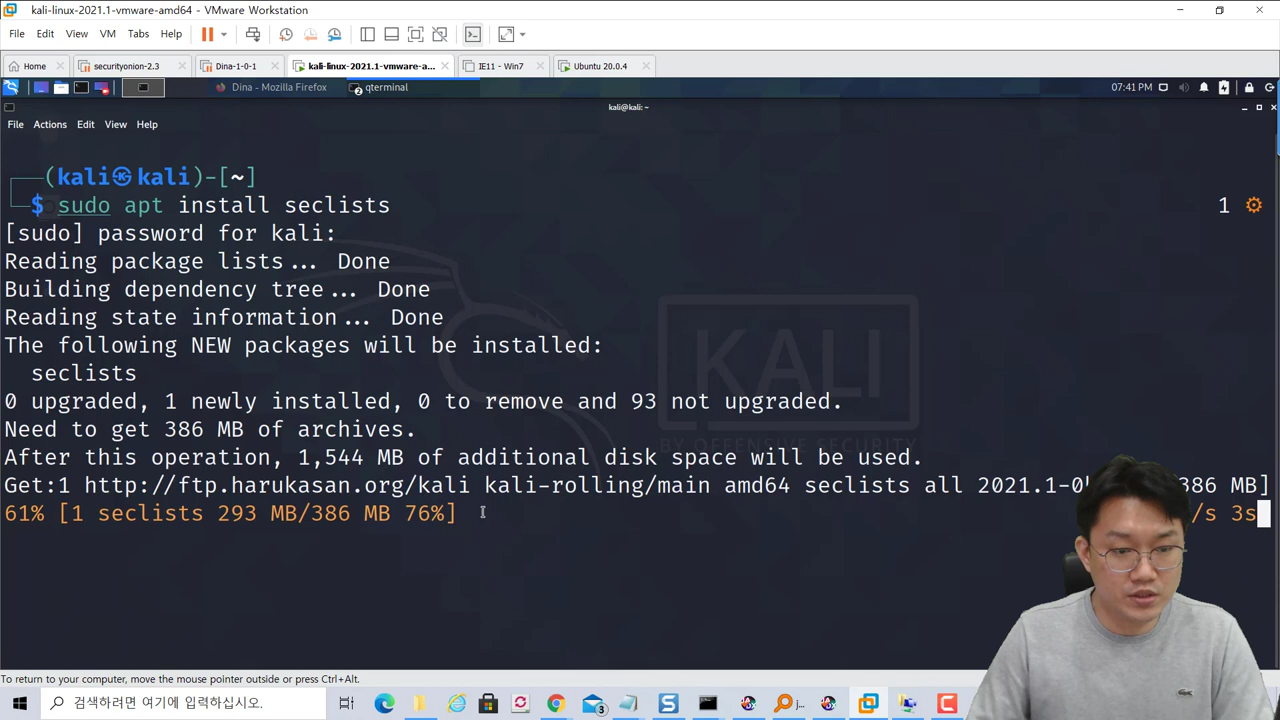 kali-linux-2021.1-vmware-amd64 - VMware Workstation
File Edit View VM Tabs Help
Home securityonion-2.3 Dina-1-0-1 kali-linux-2021.1-vmware-a... IE11 - Win7 Ubuntu 20.0.4
Dina - Mozilla Firefox qterminal 07:41 PM
kali@kali: ~
File Actions Edit View Help
(kali㉿kali)-[~]
$ sudo apt install seclists 1
[sudo] password for kali:
Reading package lists... Done
Building dependency tree... Done
Reading state information... Done
The following NEW packages will be installed:
seclists
0 upgraded, 1 newly installed, 0 to remove and 93 not upgraded.
Need to get 386 MB of archives.
After this operation, 1,544 MB of additional disk space will be used.
Get:1 http://ftp.harukasan.org/kali kali-rolling/main amd64 seclists all 2021.1-0 386 MB]
61% [1 seclists 293 MB/386 MB 76%] /s 3s
KALI
BY OFFENSIVE SECURITY
To return to your computer, move the mouse pointer outside or press Ctrl+Alt.
검색하려면 여기에 입력하십시오.